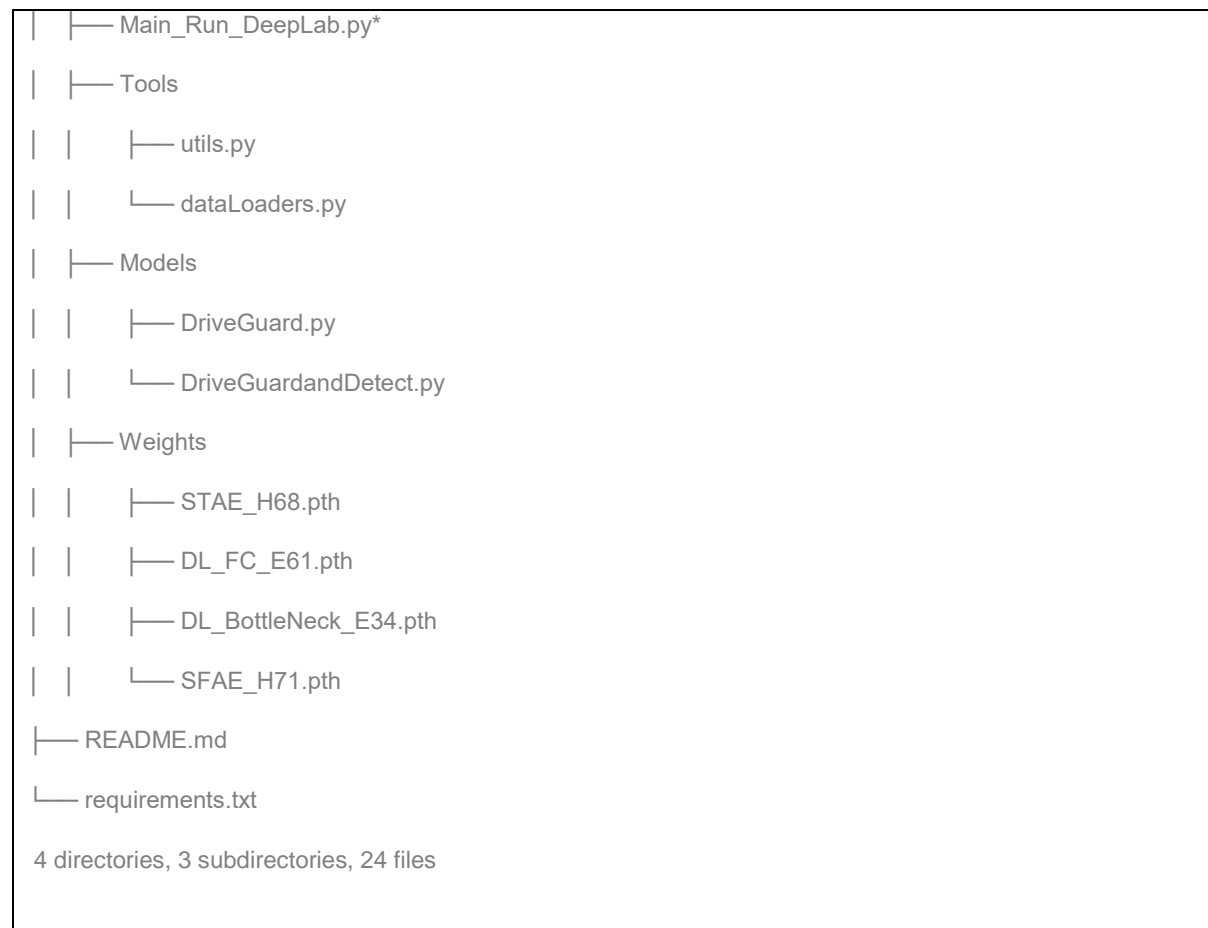 │ ├── Main_Run_DeepLab.py*
│ ├── Tools
│ │ ├── utils.py
│ │ └── dataLoaders.py
│ ├── Models
│ │ ├── DriveGuard.py
│ │ └── DriveGuardandDetect.py
│ ├── Weights
│ │ ├── STAE_H68.pth
│ │ ├── DL_FC_E61.pth
│ │ ├── DL_BottleNeck_E34.pth
│ │ └── SFAE_H71.pth
├── README.md
└── requirements.txt
4 directories, 3 subdirectories, 24 files